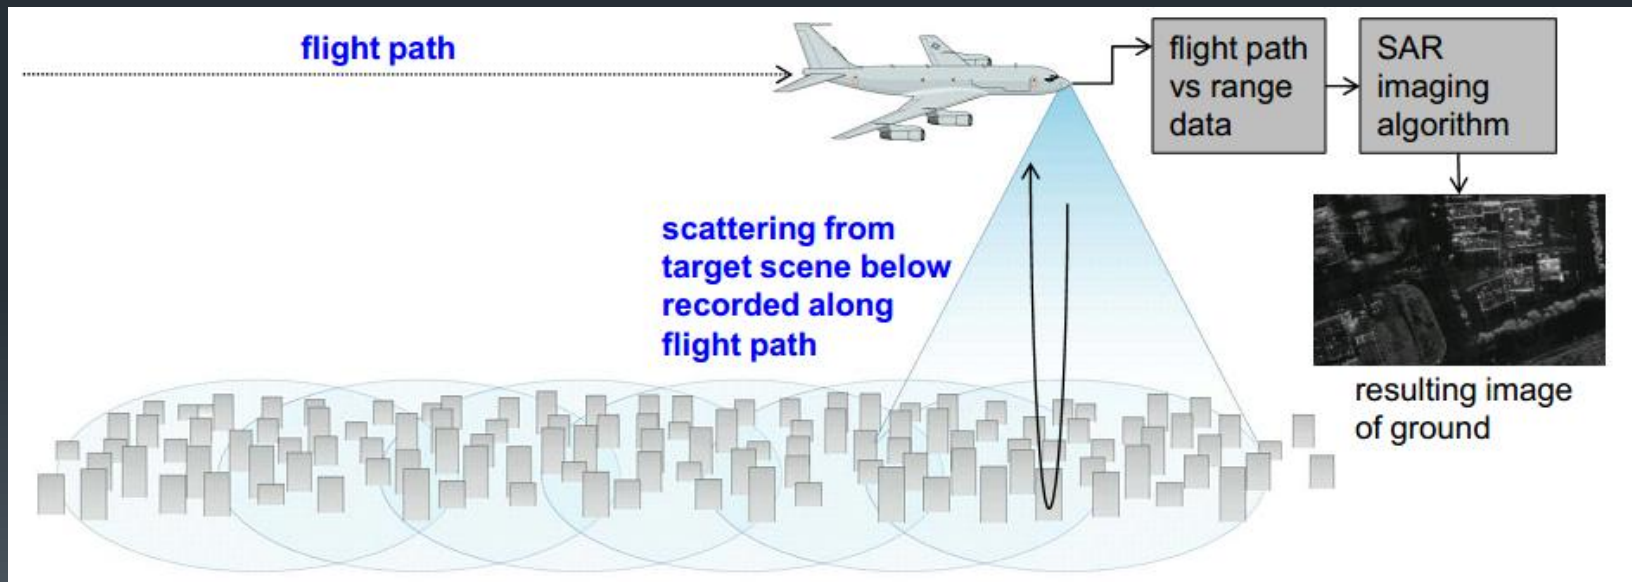 flight path
flight path
vs range
data
SAR
imaging
algorithm
scattering from
target scene below
recorded along
flight path
resulting image
of ground